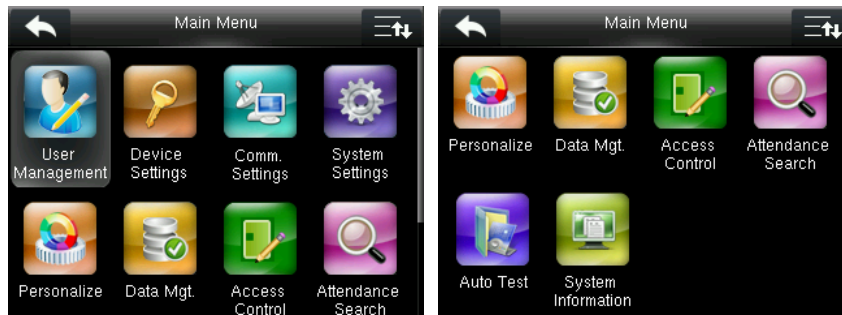 Main Menu
User
Management
Device
Settings
Comm.
Settings
System
Settings
Personalize
Data Mgt.
Access
Control
Attendance
Search
Main Menu
Personalize
Data Mgt.
Access
Control
Attendance
Search
Auto Test
System
Information